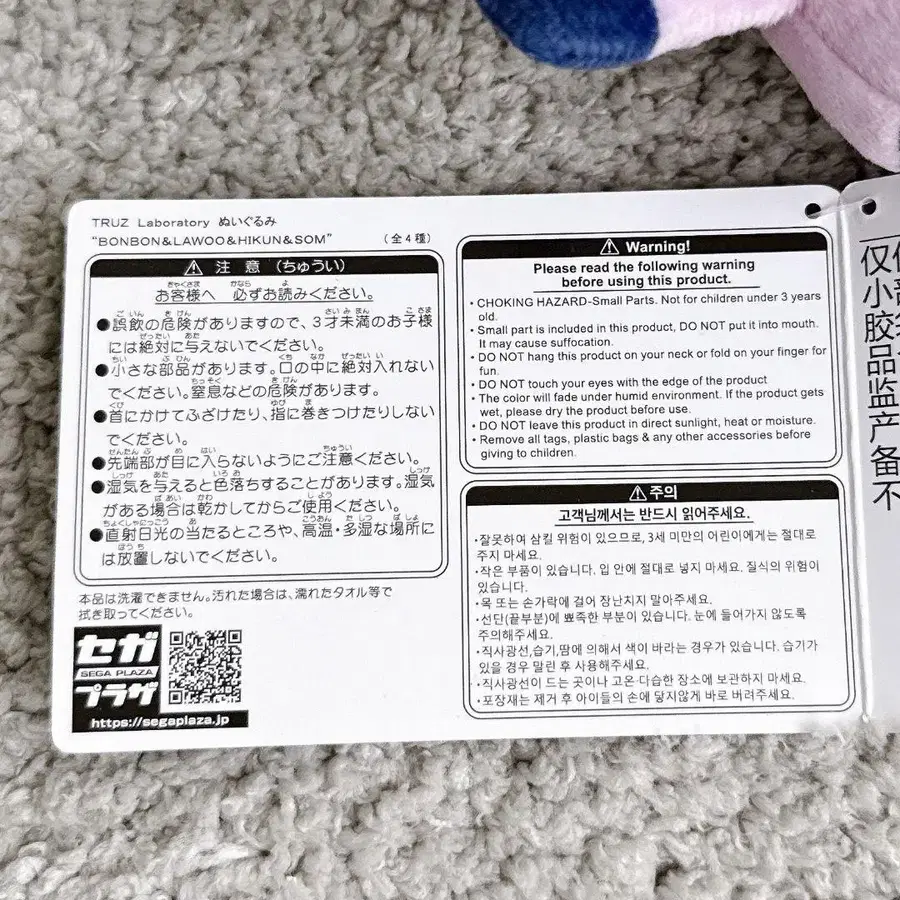 TRUZ Laboratory ぬいぐるみ
"BONBON&LAWOO&HIKUN&SOM" (全4種)
⚠ 注意 (ちゅうい)
お客様へ 必ずお読みください。
●誤飲の危険がありますので、3才未満のお子様
には絶対に与えないでください。
●小さな部品があります。口の中に絶対入れない
でください。窒息などの危険があります。
●首にかけてふざけたり、指に巻きつけたりしない
でください。
●先端部が目に入らないようにご注意ください。
●湿気を与えると色落ちすることがあります。湿気
がある場合は乾かしてからご使用ください。
●直射日光の当たるところや、高温・多湿な場所に
は放置しないでください。
本品は洗濯できません。汚れた場合は、濡れたタオル等で
拭き取ってください。
セガ
SEGA PLAZA
プラザ
https://segaplaza.jp
⚠ Warning!
Please read the following warning
before using this product.
• CHOKING HAZARD-Small Parts. Not for children under 3 years
old.
• Small part is included in this product, DO NOT put it into mouth.
It may cause suffocation.
• DO NOT hang this product on your neck or fold on your finger for
fun.
• DO NOT touch your eyes with the edge of the product
• The color will fade under humid environment. If the product gets
wet, please dry the product before use.
• DO NOT leave this product in direct sunlight, heat or moisture.
• Remove all tags, plastic bags & any other accessories before
giving to children.
⚠ 주의
고객님께서는 반드시 읽어주세요.
·잘못하여 삼킬 위험이 있으므로, 3세 미만의 어린이에게는 절대로
주지 마세요.
·작은 부품이 있습니다. 입 안에 절대로 넣지 마세요. 질식의 위험이
있습니다.
·목 또는 손가락에 걸어 장난치지 말아주세요.
·선단(끝부분)에 뾰족한 부분이 있습니다. 눈에 들어가지 않도록
주의해주세요.
·직사광선,습기,땀에 의해서 색이 바라는 경우가 있습니다. 습기가
있을 경우 말린 후 사용해주세요.
·직사광선이 드는 곳이나 고온·다습한 장소에 보관하지 마세요.
·포장재는 제거 후 아이들의 손에 닿지않게 바로 버려주세요.
仅
小
胶
品
监
产
备
不